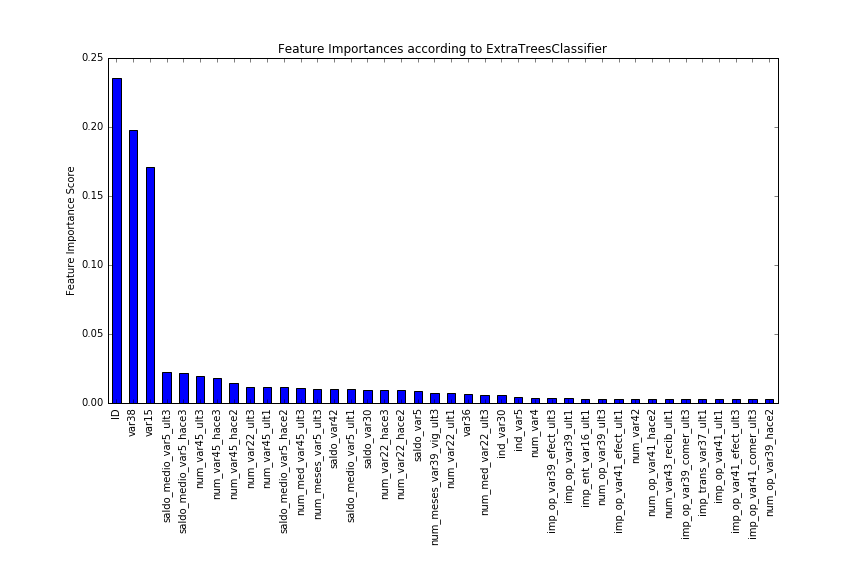 Feature Importances according to ExtraTreesClassifier
Feature Importance Score
0.25
0.20
0.15
0.10
0.05
0.00
ID
var38
var15
saldo_medio_var5_ult3
saldo_medio_var5_hace3
num_var45_ult3
num_var45_hace3
num_var45_hace2
num_var22_ult3
num_var45_ult1
saldo_medio_var5_hace2
num_med_var45_ult3
num_meses_var5_ult3
saldo_var42
saldo_medio_var5_ult1
saldo_var30
num_var22_hace3
num_var22_hace2
saldo_var5
num_meses_var39_vig_ult3
num_var22_ult1
var36
num_med_var22_ult3
ind_var30
ind_var5
num_var4
imp_op_var39_efect_ult3
imp_op_var39_ult1
imp_ent_var16_ult1
num_op_var39_ult3
imp_op_var41_efect_ult1
num_var42
num_op_var41_hace2
num_var43_recib_ult1
imp_op_var39_comer_ult3
imp_trans_var37_ult1
imp_op_var41_ult1
imp_op_var41_efect_ult3
imp_op_var41_comer_ult3
num_op_var39_hace2